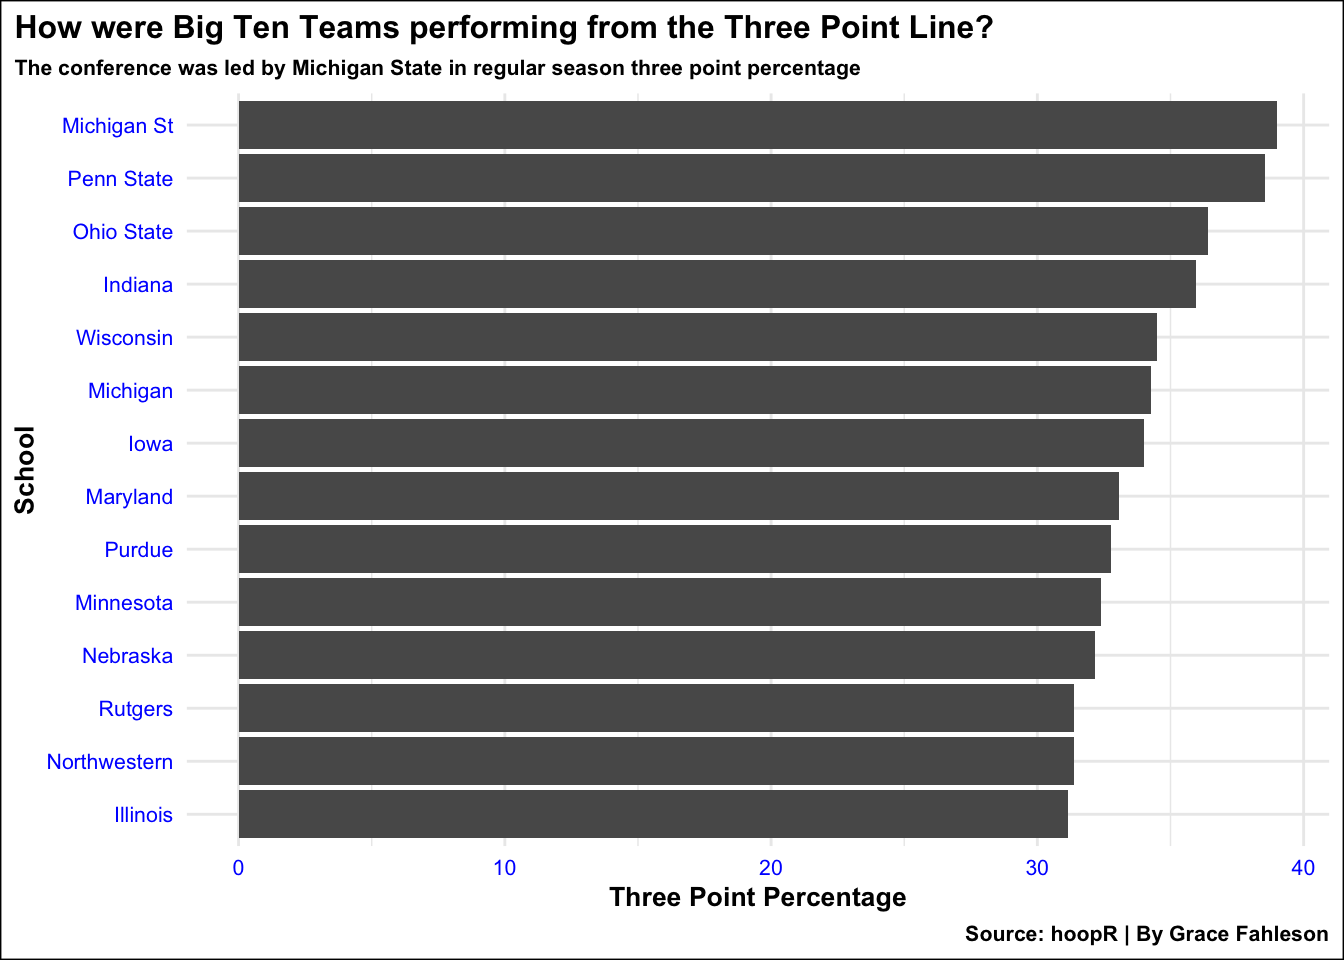 How were Big Ten Teams performing from the Three Point Line?
The conference was led by Michigan State in regular season three point percentage
School
Michigan St
Penn State
Ohio State
Indiana
Wisconsin
Michigan
Iowa
Maryland
Purdue
Minnesota
Nebraska
Rutgers
Northwestern
Illinois
0 10 20 30 40
Three Point Percentage
Source: hoopR | By Grace Fahleson